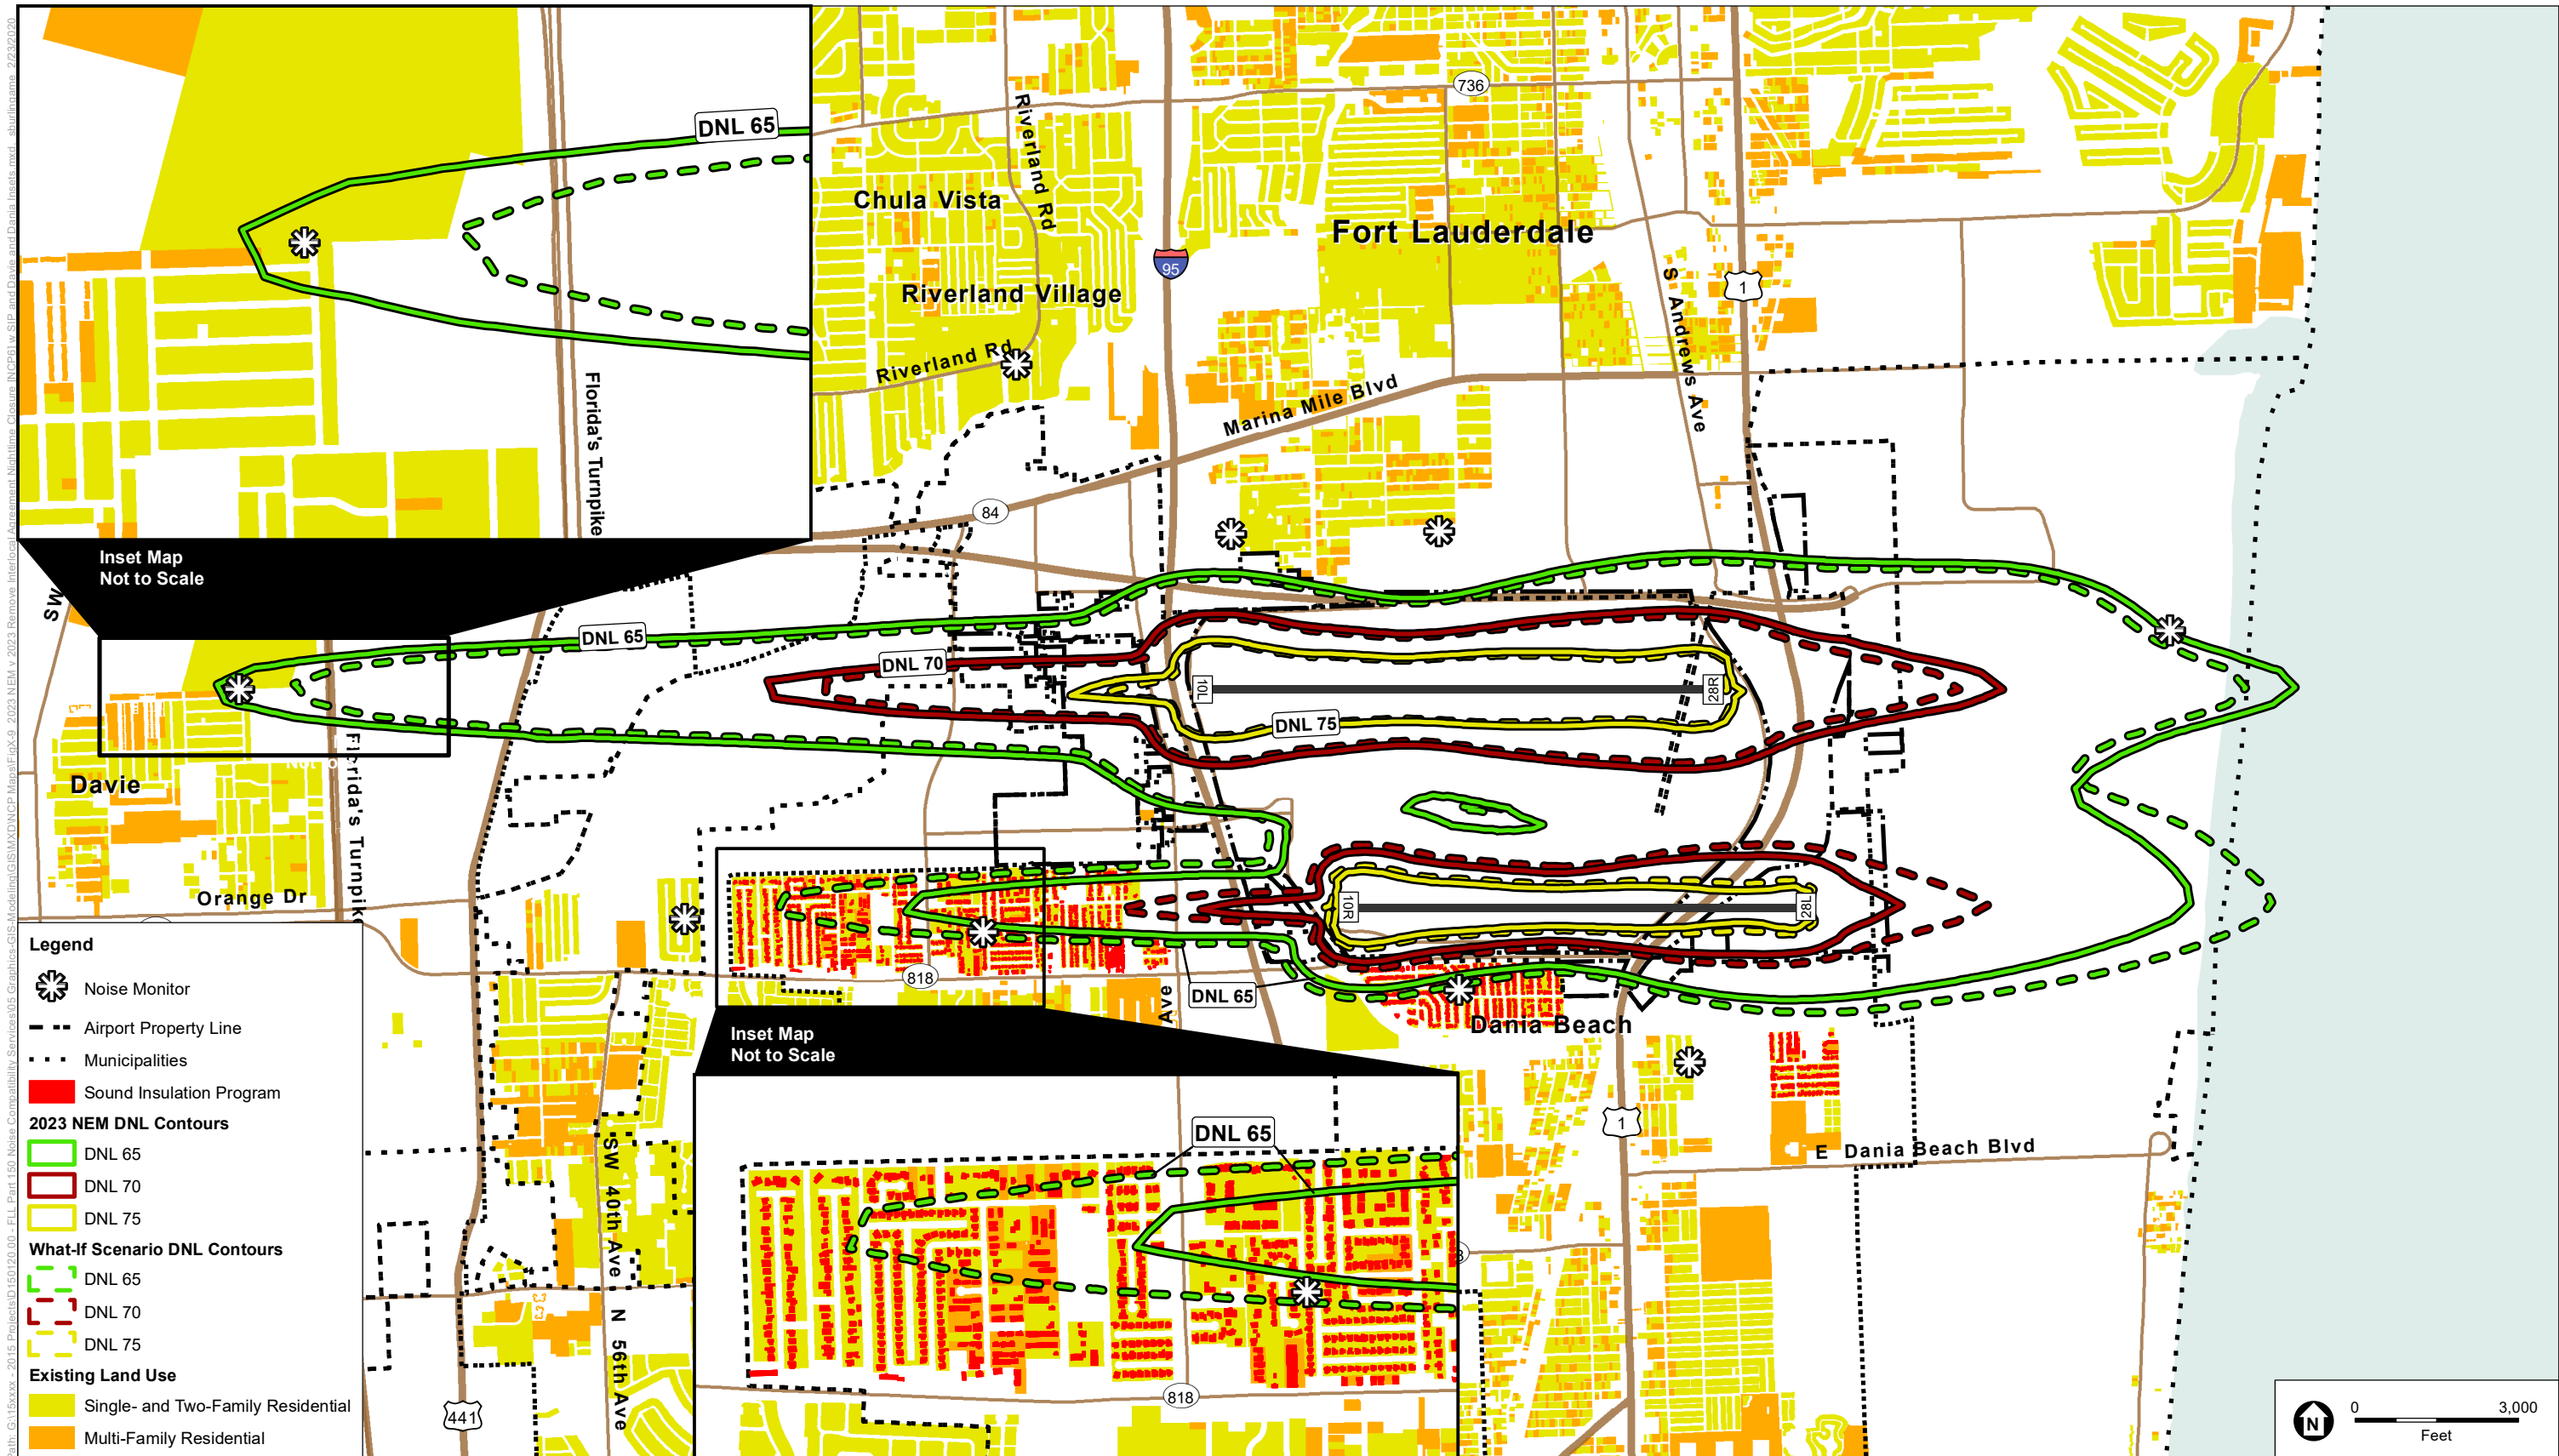 DNL 65
Florida's Turnpike
Inset Map
Not to Scale
736
Riverland Rd
Chula Vista
Fort Lauderdale
95
1
Riverland Village
S Andrews Ave
Riverland Rd
Marina Mile Blvd
84
SW
DNL 65
DNL 70
10L
28R
DNL 75
Davie
Florida's Turnpike
Orange Dr
10R
28L
818
DNL 65
Ave
Dania Beach
Inset Map
Not to Scale
DNL 65
818
1
E Dania Beach Blvd
SW 40th Ave
N 56th Ave
441
Legend
Noise Monitor
Airport Property Line
Municipalities
Sound Insulation Program
2023 NEM DNL Contours
DNL 65
DNL 70
DNL 75
What-If Scenario DNL Contours
DNL 65
DNL 70
DNL 75
Existing Land Use
Single- and Two-Family Residential
Multi-Family Residential
N
0 3,000
Feet